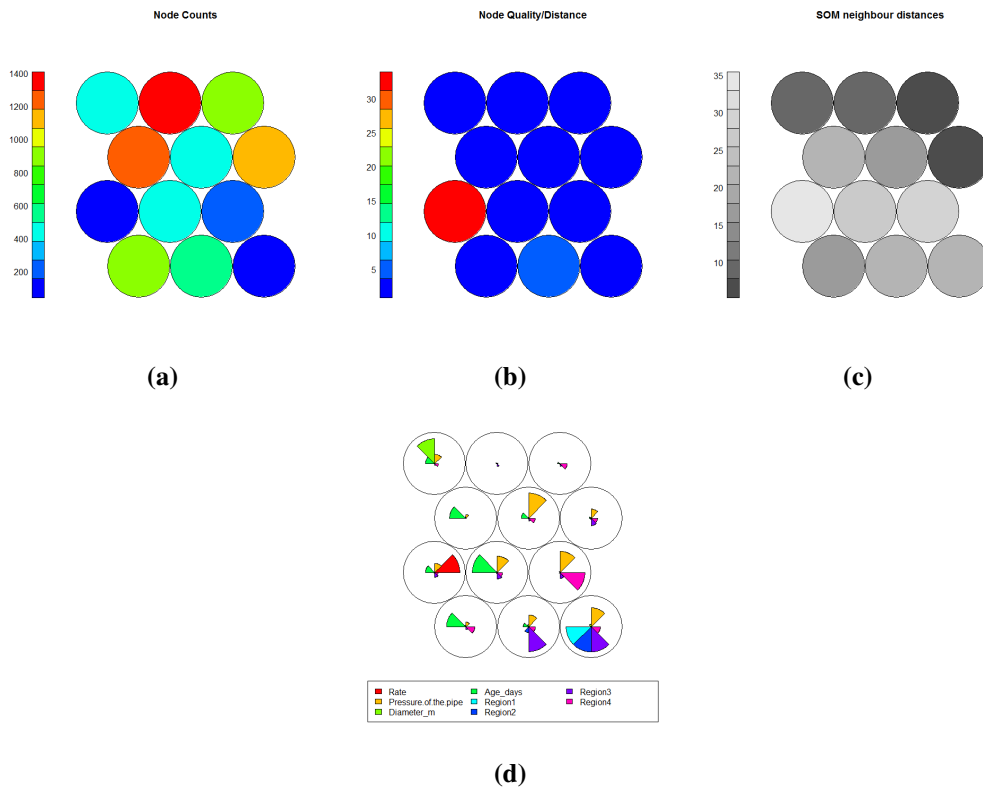 Node Counts
Node Quality/Distance
SOM neighbour distances
1400
1200
1000
800
600
400
200
30
25
20
15
10
5
35
30
25
20
15
10
(a)
(b)
(c)
Rate
Pressure.of.the.pipe
Diameter_m
Age_days
Region1
Region2
Region3
Region4
(d)